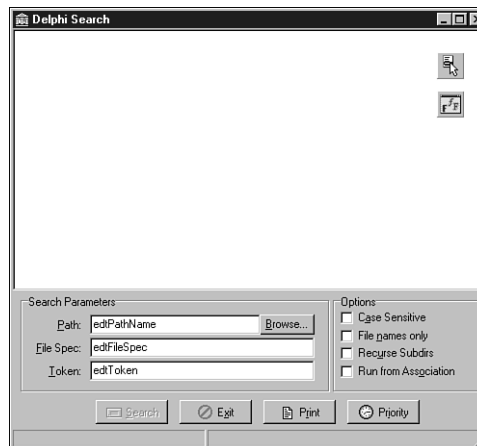 Delphi Search
F f F
Search Parameters
Path: edtPathName Browse...
File Spec: edtFileSpec
Token: edtToken
Options
Case Sensitive
File names only
Recurse Subdirs
Run from Association
Search Exit Print Priority